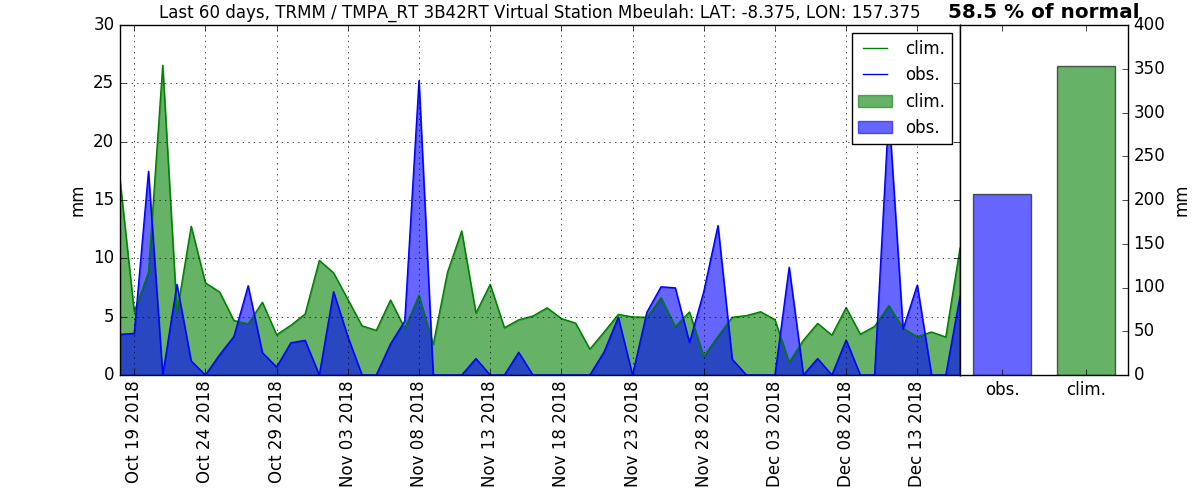 Last 60 days, TRMM / TMPA_RT 3B42RT Virtual Station Mbeulah: LAT: -8.375, LON: 157.375
58.5 % of normal
30
25
20
15
10
5
0
mm
clim.
obs.
clim.
obs.
400
350
300
250
200
150
100
50
0
mm
obs.
clim.
Oct 19 2018
Oct 24 2018
Oct 29 2018
Nov 03 2018
Nov 08 2018
Nov 13 2018
Nov 18 2018
Nov 23 2018
Nov 28 2018
Dec 03 2018
Dec 08 2018
Dec 13 2018